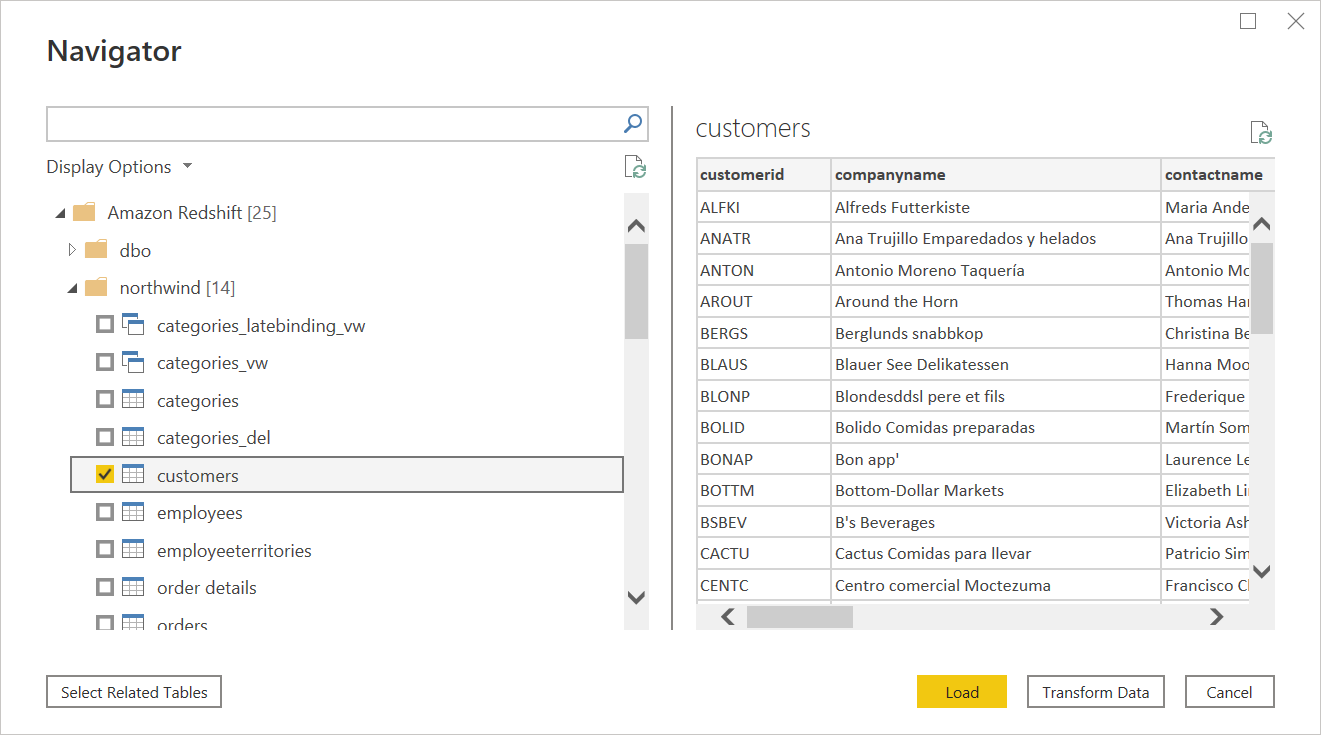 Navigator
Display Options
Amazon Redshift [25]
dbo
northwind [14]
categories_latebinding_vw
categories_vw
categories
categories_del
customers
employees
employeeterritories
order details
orders
customers
customerid companyname contactname
ALFKI Alfreds Futterkiste Maria Ande
ANATR Ana Trujillo Emparedados y helados Ana Trujillo
ANTON Antonio Moreno Taquería Antonio Mo
AROUT Around the Horn Thomas Har
BERGS Berglunds snabbkop Christina Be
BLAUS Blauer See Delikatessen Hanna Moo
BLONP Blondesddsl pere et fils Frederique
BOLID Bolido Comidas preparadas Martín Som
BONAP Bon app' Laurence Le
BOTTM Bottom-Dollar Markets Elizabeth Li
BSBEV B's Beverages Victoria Ash
CACTU Cactus Comidas para llevar Patricio Sim
CENTC Centro comercial Moctezuma Francisco Cl
Select Related Tables
Load
Transform Data
Cancel